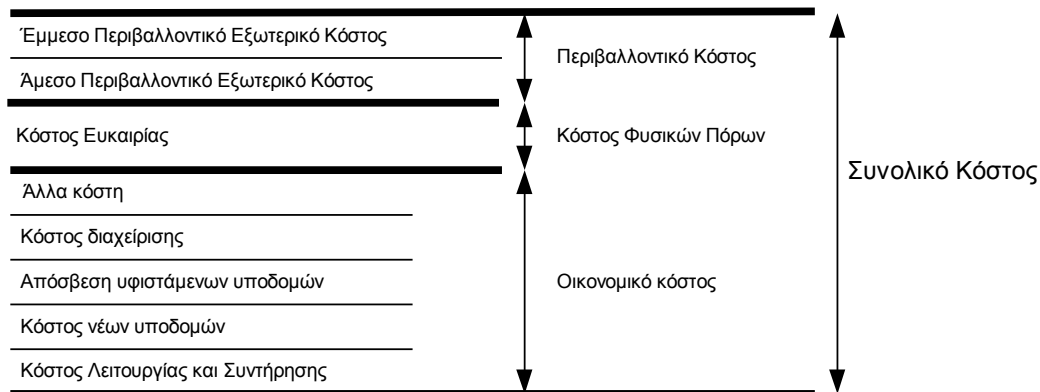 Έμμεσο Περιβαλλοντικό Εξωτερικό Κόστος
Άμεσο Περιβαλλοντικό Εξωτερικό Κόστος
Περιβαλλοντικό Κόστος
Κόστος Ευκαιρίας
Κόστος Φυσικών Πόρων
Συνολικό Κόστος
Άλλα κόστη
Κόστος διαχείρισης
Απόσβεση υφιστάμενων υποδομών
Οικονομικό κόστος
Κόστος νέων υποδομών
Κόστος Λειτουργίας και Συντήρησης